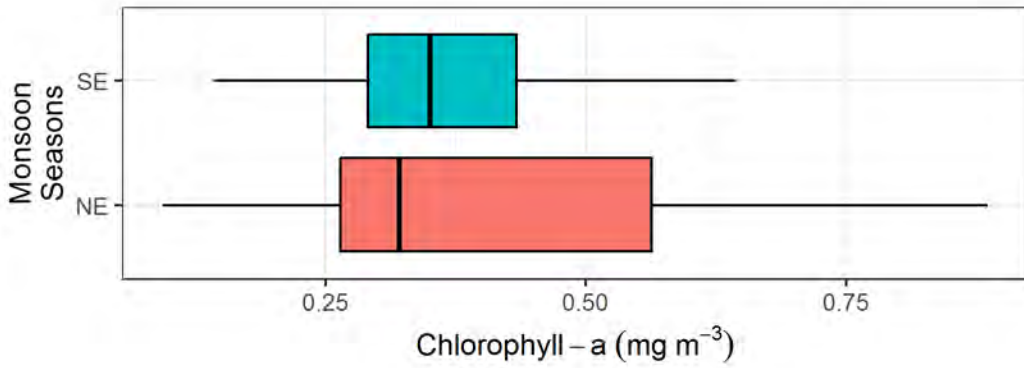 Monsoon
Seasons
SE
NE
0.25 0.50 0.75
Chlorophyll – a (mg m⁻³)